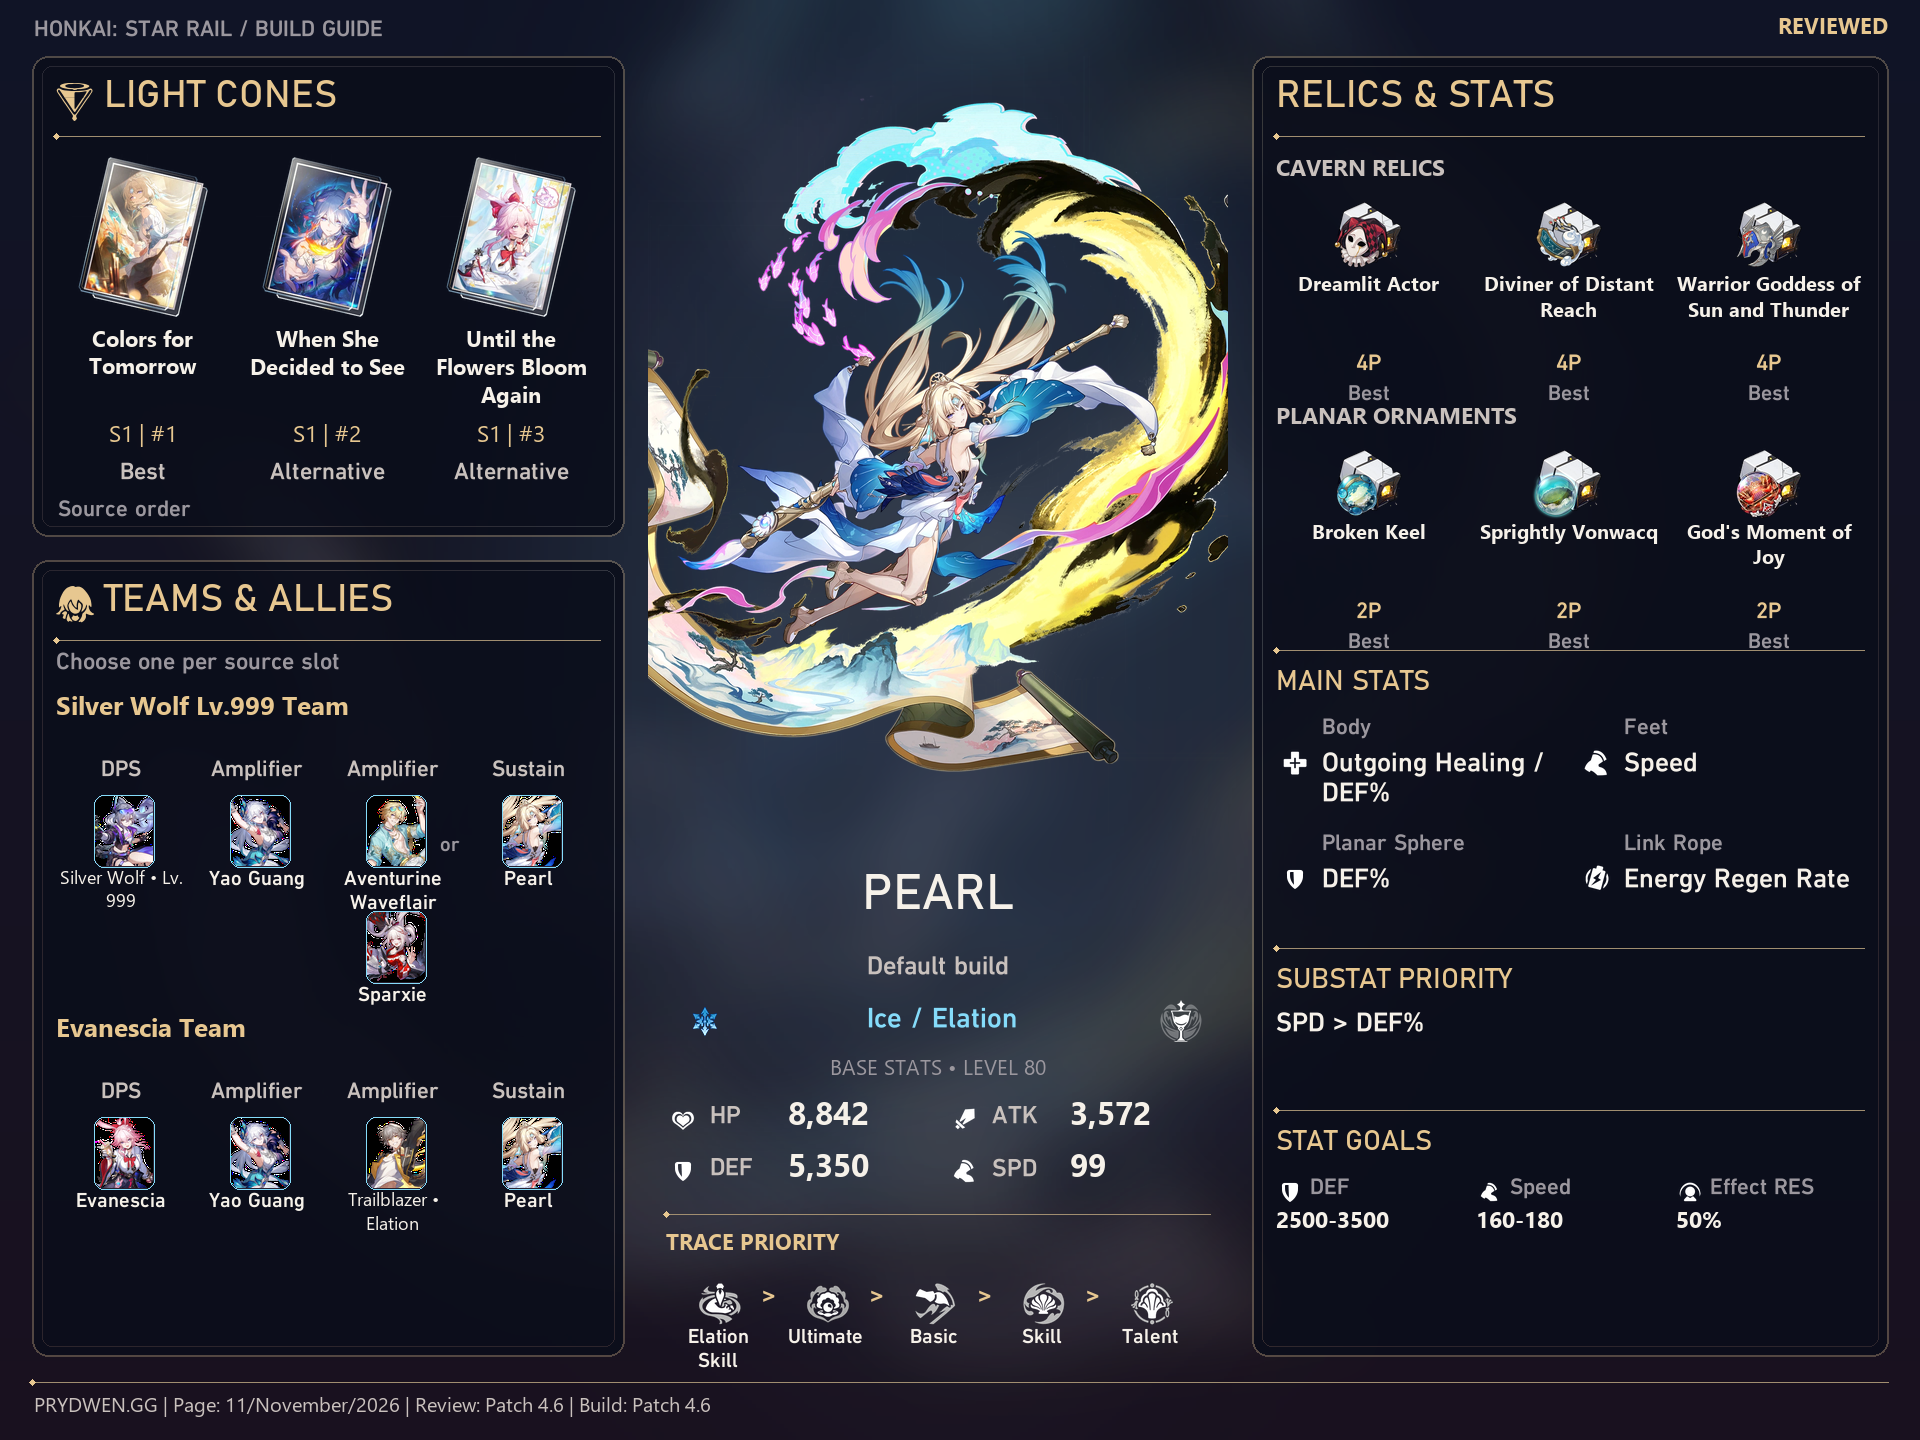 HONKAI: STAR RAIL / BUILD GUIDE
REVIEWED
LIGHT CONES
Colors for Tomorrow
S1 | #1
Best
When She Decided to See
S1 | #2
Alternative
Until the Flowers Bloom Again
S1 | #3
Alternative
Source order
TEAMS & ALLIES
Choose one per source slot
Silver Wolf Lv.999 Team
DPS
Amplifier
Amplifier
Sustain
Silver Wolf • Lv. 999
Yao Guang
Aventurine Waveflair
or
Sparxie
Pearl
Evanescia Team
DPS
Amplifier
Amplifier
Sustain
Evanescia
Yao Guang
Trailblazer • Elation
Pearl
PEARL
Default build
Ice / Elation
BASE STATS • LEVEL 80
HP 8,842
ATK 3,572
DEF 5,350
SPD 99
TRACE PRIORITY
Elation Skill > Ultimate > Basic > Skill > Talent
RELICS & STATS
CAVERN RELICS
Dreamlit Actor
4P
Best
Diviner of Distant Reach
4P
Best
Warrior Goddess of Sun and Thunder
4P
Best
PLANAR ORNAMENTS
Broken Keel
2P
Best
Sprightly Vonwacq
2P
Best
God's Moment of Joy
2P
Best
MAIN STATS
Body
Outgoing Healing / DEF%
Feet
Speed
Planar Sphere
DEF%
Link Rope
Energy Regen Rate
SUBSTAT PRIORITY
SPD > DEF%
STAT GOALS
DEF
2500-3500
Speed
160-180
Effect RES
50%
PRYDWEN.GG | Page: 11/November/2026 | Review: Patch 4.6 | Build: Patch 4.6